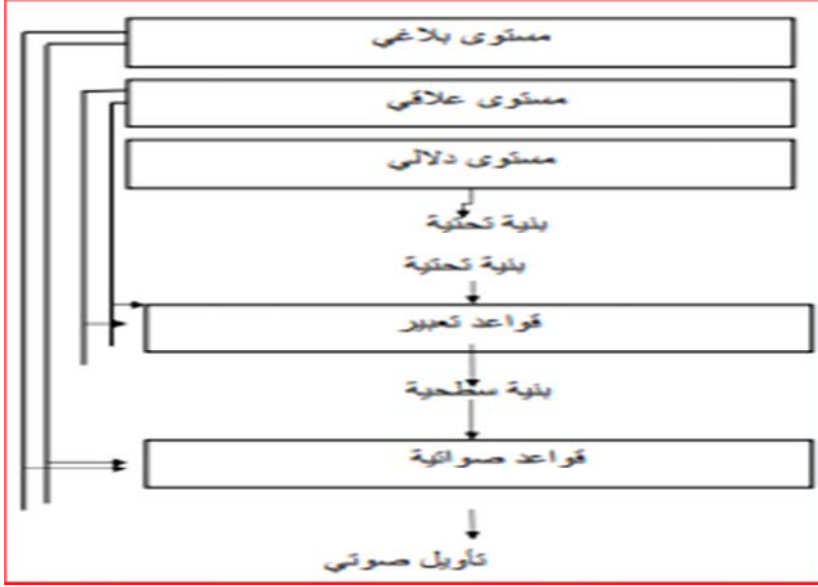 مستوى بلاغي
مستوى علاقي
مستوى دلالي
بنية تحتية
بنية تحتية
قواعد تعبير
بنية سطحية
قواعد صواتية
تأويل صوتي